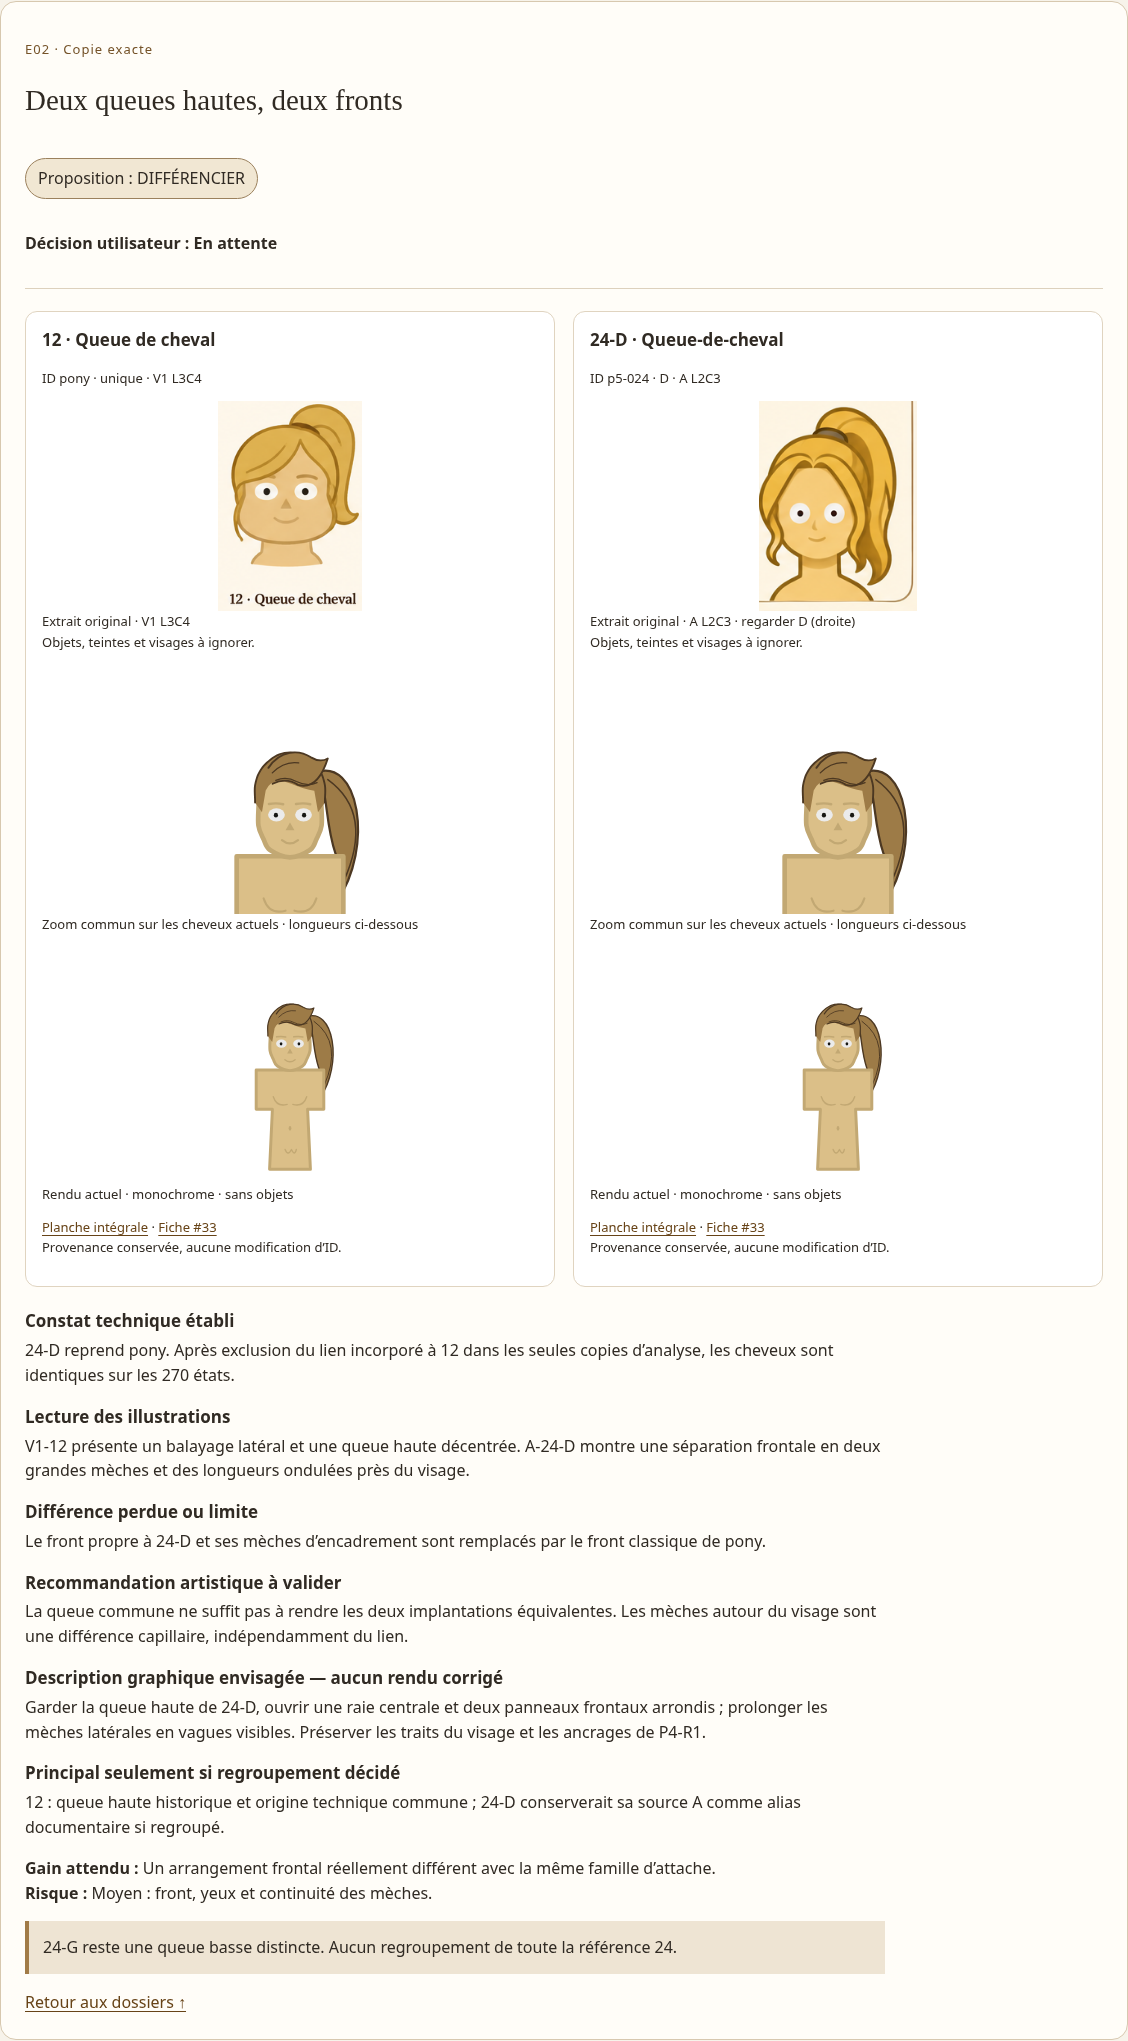 E02 · Copie exacte
Deux queues hautes, deux fronts
Proposition : DIFFÉRENCIER
Décision utilisateur : En attente
12 · Queue de cheval
ID pony · unique · V1 L3C4
12 · Queue de cheval
Extrait original · V1 L3C4
Objets, teintes et visages à ignorer.
Zoom commun sur les cheveux actuels · longueurs ci-dessous
Rendu actuel · monochrome · sans objets
Planche intégrale · Fiche #33
Provenance conservée, aucune modification d’ID.
24-D · Queue-de-cheval
ID p5-024 · D · A L2C3
Extrait original · A L2C3 · regarder D (droite)
Objets, teintes et visages à ignorer.
Zoom commun sur les cheveux actuels · longueurs ci-dessous
Rendu actuel · monochrome · sans objets
Planche intégrale · Fiche #33
Provenance conservée, aucune modification d’ID.
Constat technique établi
24-D reprend pony. Après exclusion du lien incorporé à 12 dans les seules copies d’analyse, les cheveux sont
identiques sur les 270 états.
Lecture des illustrations
V1-12 présente un balayage latéral et une queue haute décentrée. A-24-D montre une séparation frontale en deux
grandes mèches et des longueurs ondulées près du visage.
Différence perdue ou limite
Le front propre à 24-D et ses mèches d’encadrement sont remplacés par le front classique de pony.
Recommandation artistique à valider
La queue commune ne suffit pas à rendre les deux implantations équivalentes. Les mèches autour du visage sont
une différence capillaire, indépendamment du lien.
Description graphique envisagée — aucun rendu corrigé
Garder la queue haute de 24-D, ouvrir une raie centrale et deux panneaux frontaux arrondis ; prolonger les
mèches latérales en vagues visibles. Préserver les traits du visage et les ancrages de P4-R1.
Principal seulement si regroupement décidé
12 : queue haute historique et origine technique commune ; 24-D conserverait sa source A comme alias
documentaire si regroupé.
Gain attendu : Un arrangement frontal réellement différent avec la même famille d’attache.
Risque : Moyen : front, yeux et continuité des mèches.
24-G reste une queue basse distincte. Aucun regroupement de toute la référence 24.
Retour aux dossiers ↑